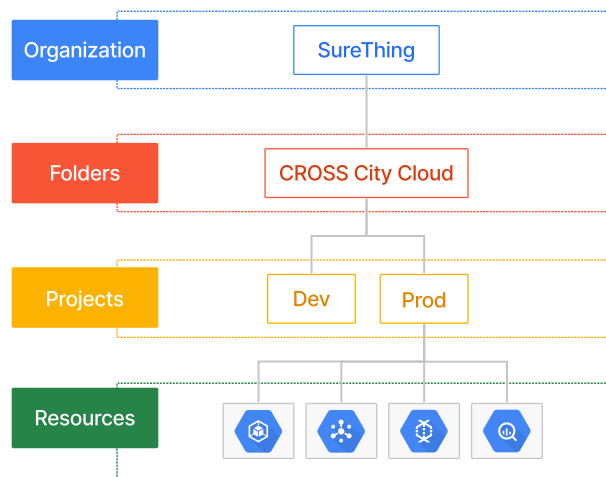 Organization
SureThing
Folders
CROSS City Cloud
Projects
Dev
Prod
Resources